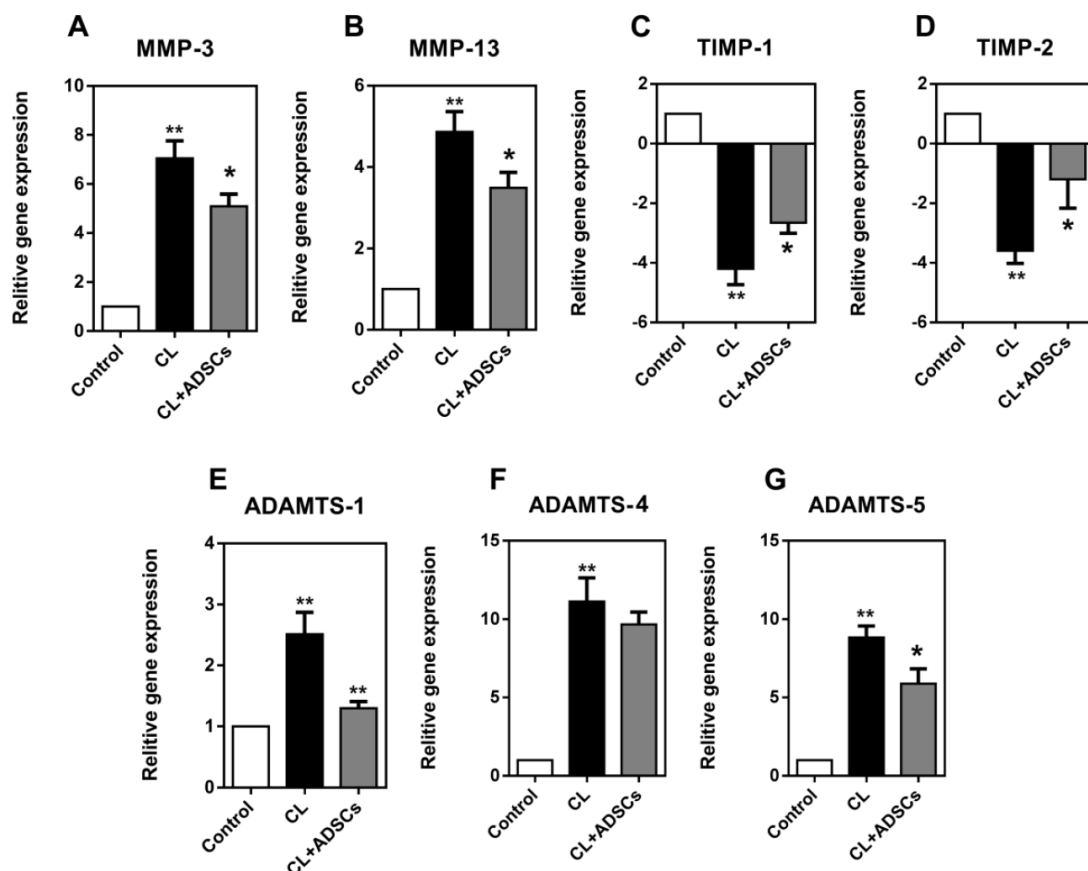 A
MMP-3
Relitive gene expression
10
8
6
4
2
0
**
*
Control
CL
CL+ADSCs
B
MMP-13
Relitive gene expression
6
4
2
0
**
*
Control
CL
CL+ADSCs
C
TIMP-1
Relitive gene expression
2
0
-2
-4
-6
**
*
Control
CL
CL+ADSCs
D
TIMP-2
Relitive gene expression
2
0
-2
-4
-6
**
*
Control
CL
CL+ADSCs
E
ADAMTS-1
Relitive gene expression
4
3
2
1
0
**
**
Control
CL
CL+ADSCs
F
ADAMTS-4
Relitive gene expression
15
10
5
0
**
Control
CL
CL+ADSCs
G
ADAMTS-5
Relitive gene expression
15
10
5
0
**
*
Control
CL
CL+ADSCs